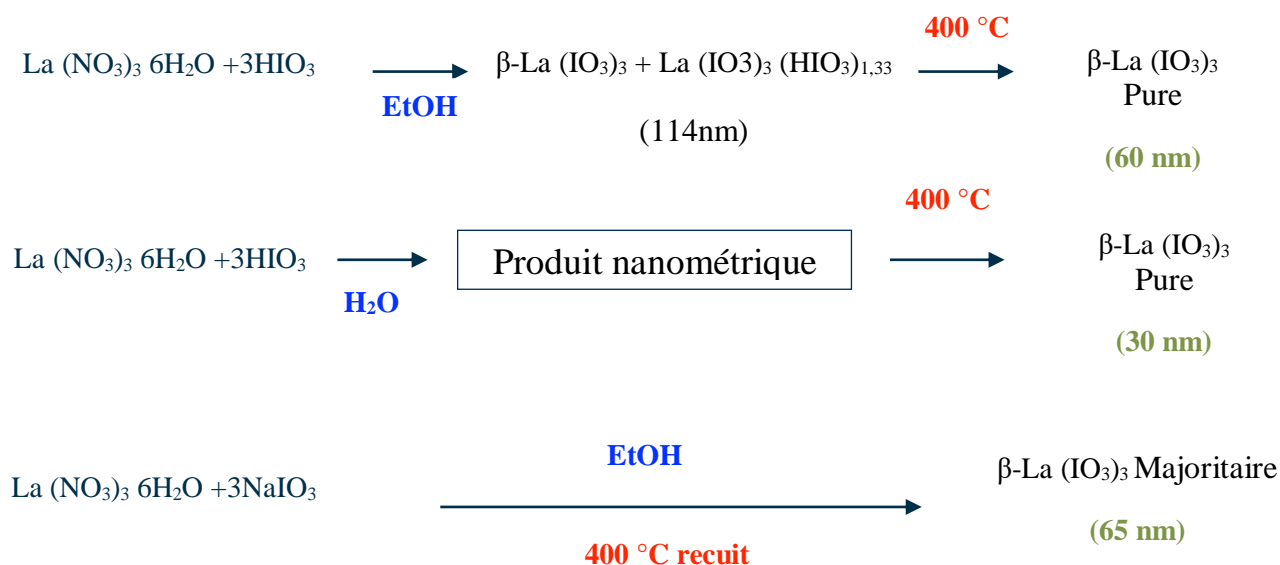 400 °C
La (NO₃)₃ 6H₂O +3HIO₃ β-La (IO₃)₃ + La (IO3)₃ (HIO₃)₁,₃₃ β-La (IO₃)₃
EtOH Pure
(114nm)
(60 nm)
400 °C
La (NO₃)₃ 6H₂O +3HIO₃ Produit nanométrique β-La (IO₃)₃
Pure
H₂O
(30 nm)
EtOH
La (NO₃)₃ 6H₂O +3NaIO₃ β-La (IO₃)₃ Majoritaire
(65 nm)
400 °C recuit